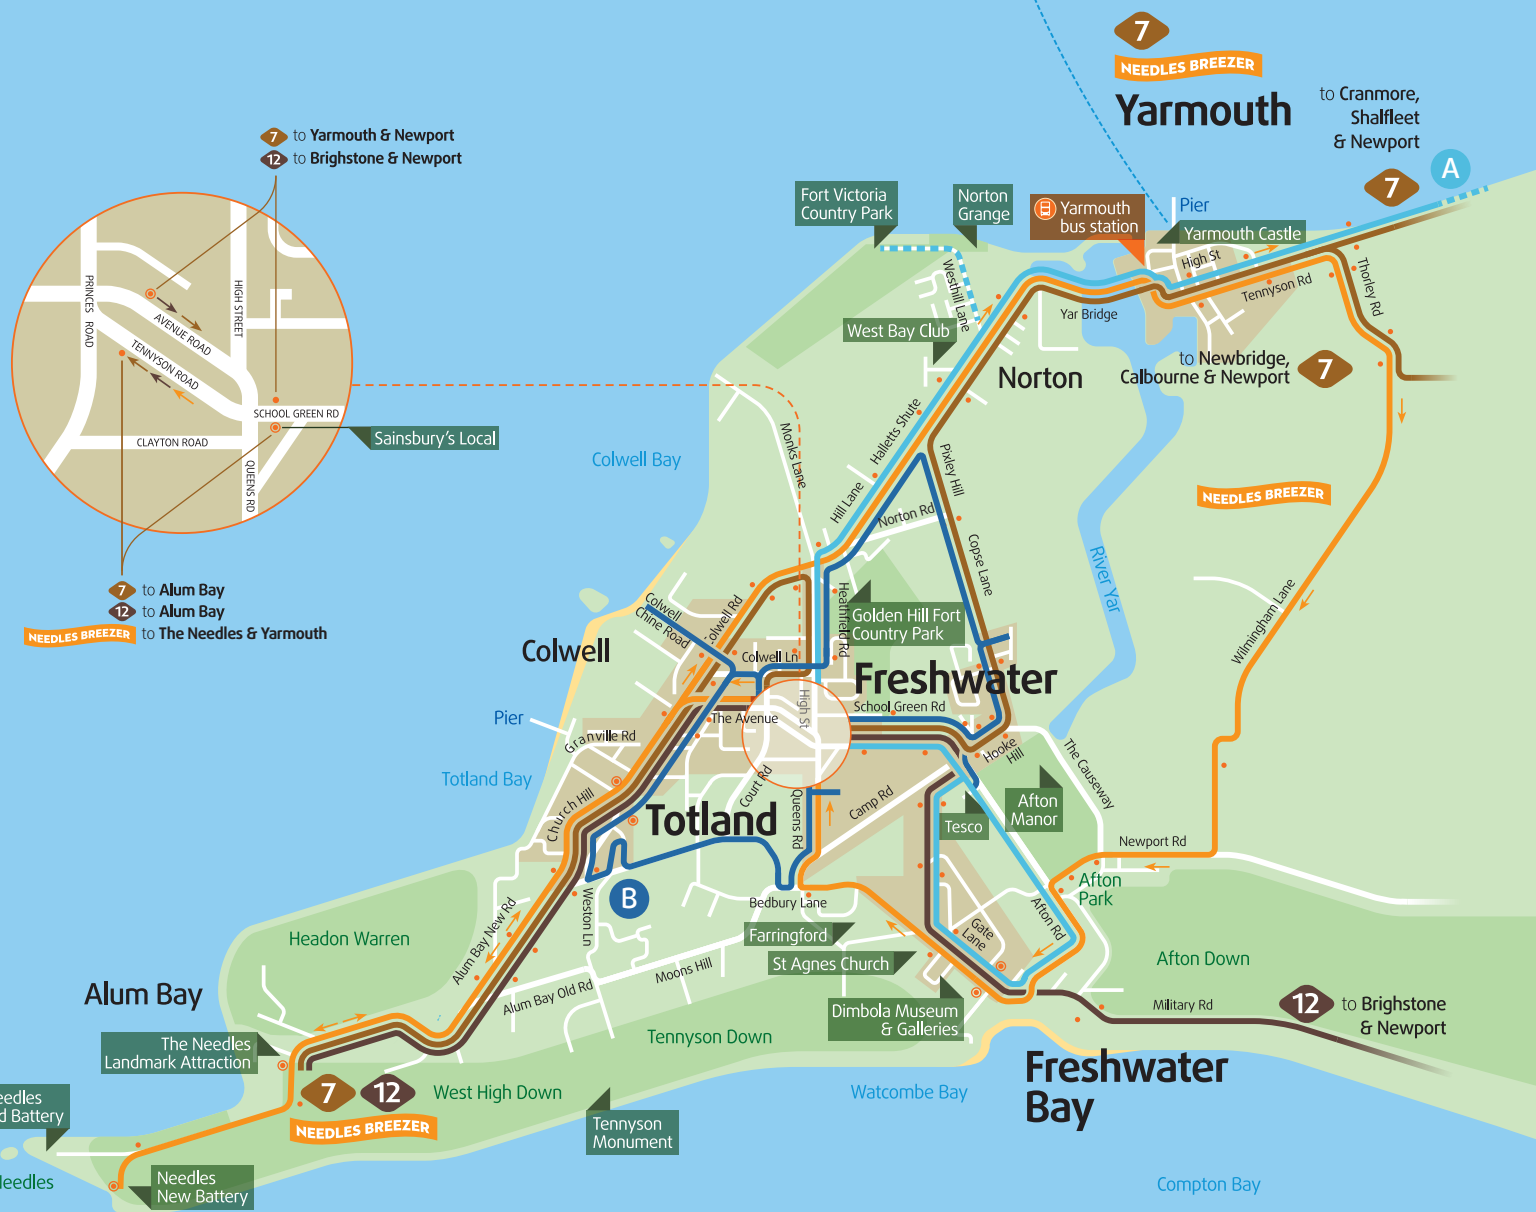 7
NEEDLES BREEZER
Yarmouth
to Cranmore,
Shalfleet
& Newport
A
7
7 to Yarmouth & Newport
12 to Brighstone & Newport
PRINCES ROAD
HIGH STREET
AVENUE ROAD
TENNYSON ROAD
SCHOOL GREEN RD
CLAYTON ROAD
QUEENS RD
Sainsbury's Local
7 to Alum Bay
12 to Alum Bay
NEEDLES BREEZER to The Needles & Yarmouth
Fort Victoria
Country Park
Norton
Grange
Yarmouth
bus station
Pier
Yarmouth Castle
High St
Tennyson Rd
Thorley Rd
Yar Bridge
Westhill Lane
West Bay Club
Norton
to Newbridge,
Calbourne & Newport
7
NEEDLES BREEZER
Colwell Bay
Monks Lane
Halletts Shute
Hill Lane
Pixley Hill
Norton Rd
Copse Lane
River Yar
Wilmingham Lane
Heathfield Rd
Golden Hill Fort
Country Park
Colwell
Chine Road
Colwell Rd
Colwell Ln
Colwell
Freshwater
School Green Rd
High St
The Avenue
Pier
Granville Rd
Hooke
Hill
The Causeway
Totland Bay
Church Hill
Court Rd
Totland
Queens Rd
Camp Rd
Tesco
Afton
Manor
Newport Rd
Afton
Park
B
Weston Ln
Bedbury Lane
Afton Rd
Gate
Lane
Farringford
St Agnes Church
Dimbola Museum
& Galleries
Headon Warren
Alum Bay New Rd
Alum Bay Old Rd
Moons Hill
Afton Down
Military Rd
12 to Brighstone
& Newport
Alum Bay
The Needles
Landmark Attraction
Tennyson Down
Freshwater
Bay
7
12
NEEDLES BREEZER
West High Down
Watcombe Bay
Tennyson
Monument
Battery
Needles
New Battery
Compton Bay